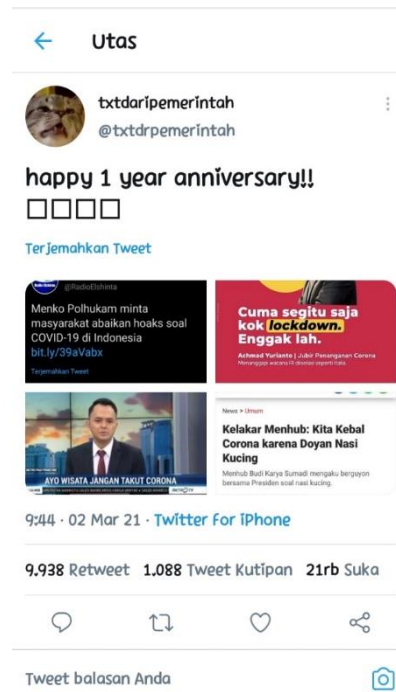 Utas
txtdaripemerintah
@txtdrpemerintah
happy 1 year anniversary!!
□□□□
Terjemahkan Tweet
@RadioElshinta
Menko Polhukam minta
masyarakat abaikan hoaks soal
COVID-19 di Indonesia
bit.ly/39aVabx
Terjemahkan Tweet
Cuma segitu saja
kok lockdown.
Enggak lah.
Achmad Yurianto | Jubir Penanganan Corona
AYO WISATA JANGAN TAKUT CORONA
News > Umum
Kelakar Menhub: Kita Kebal
Corona karena Doyan Nasi
Kucing
Menhub Budi Karya Sumadi mengaku berguyon
bersama Presiden soal nasi kucing.
9:44 · 02 Mar 21 · Twitter for iPhone
9.938 Retweet 1.088 Tweet Kutipan 21rb Suka
Tweet balasan Anda